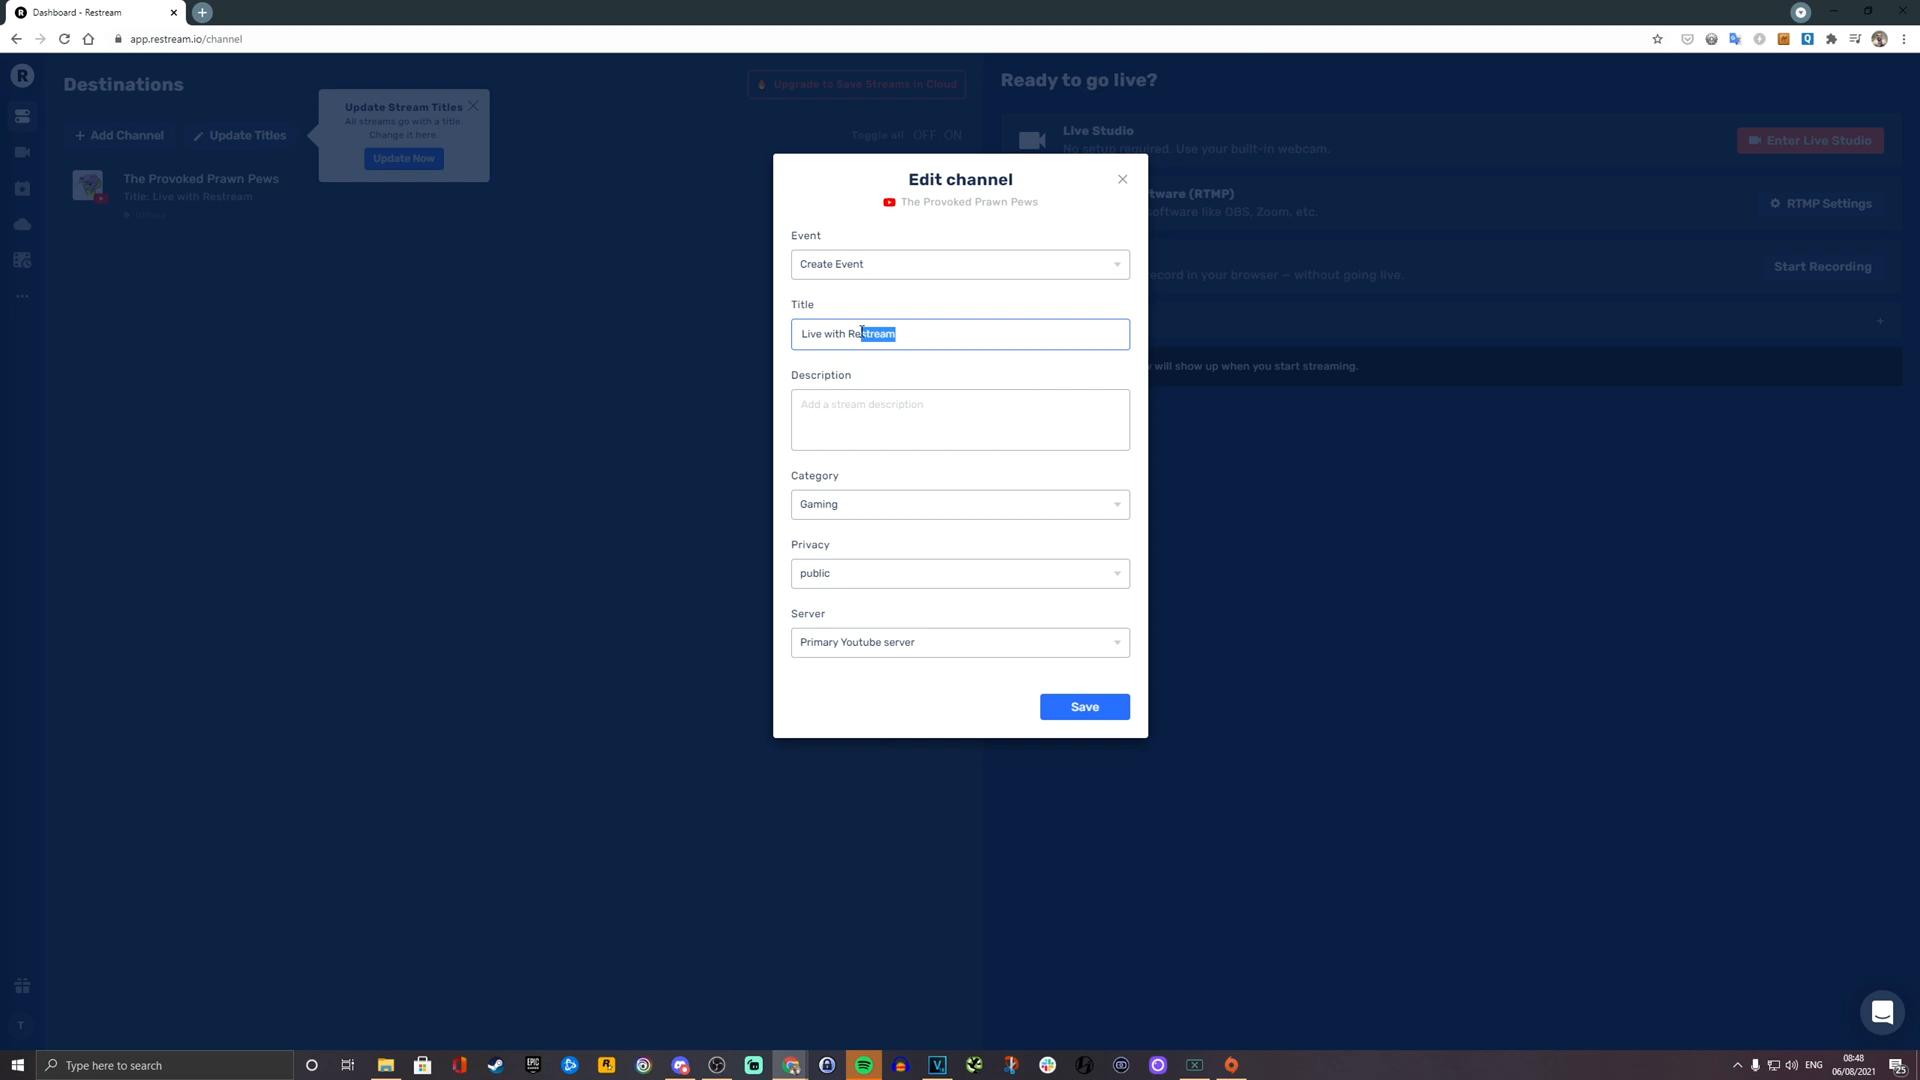 Dashboard - Restream
app.restream.io/channel
R
Destinations
Upgrade to Save Streams in Cloud
Ready to go live?
Update Stream Titles
All streams go with a title.
Change it here.
Update Now
+ Add Channel
Update Titles
Toggle all OFF ON
Live Studio
No setup required. Use your built-in webcam.
Enter Live Studio
The Provoked Prawn Pews
Title: Live with Restream
tware (RTMP)
software like OBS, Zoom, etc.
RTMP Settings
record in your browser — without going live.
Start Recording
w will show up when you start streaming.
Edit channel
The Provoked Prawn Pews
Event
Create Event
Title
Live with Restream
Description
Add a stream description
Category
Gaming
Privacy
public
Server
Primary Youtube server
Save
T
Type here to search
ENG
08:48
06/08/2021
25